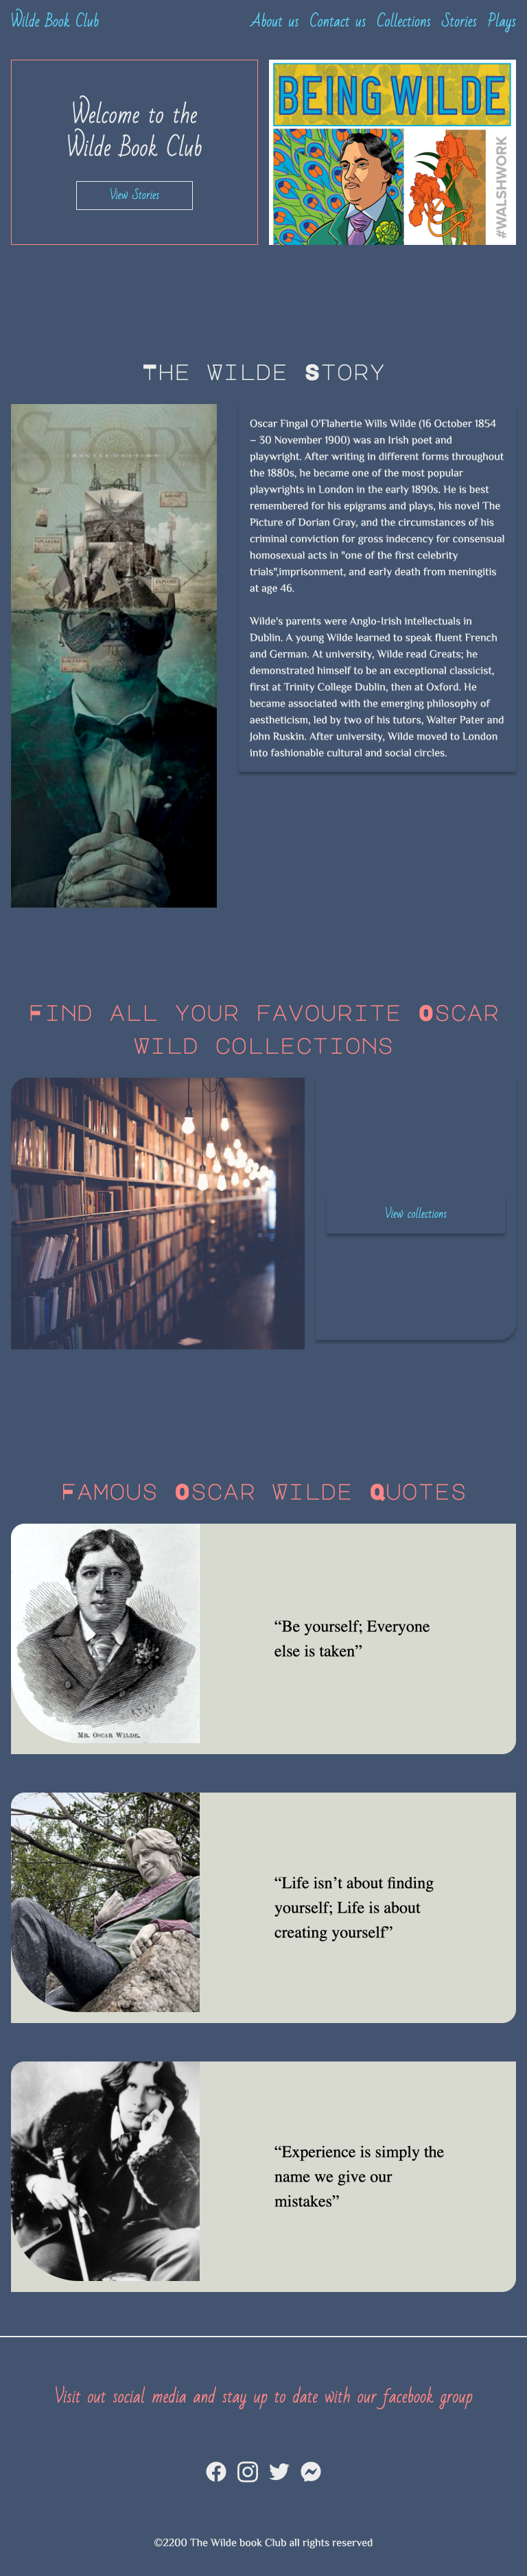 Wilde Book Club
About us Contact us Collections Stories Plays
Welcome to the
Wilde Book Club
View Stories
BEING WILDE
#WALSHWORK
The Wilde Story
STORY
Oscar Fingal O'Flahertie Wills Wilde (16 October 1854
– 30 November 1900) was an Irish poet and
playwright. After writing in different forms throughout
the 1880s, he became one of the most popular
playwrights in London in the early 1890s. He is best
remembered for his epigrams and plays, his novel The
Picture of Dorian Gray, and the circumstances of his
criminal conviction for gross indecency for consensual
homosexual acts in "one of the first celebrity
trials",imprisonment, and early death from meningitis
at age 46.
Wilde's parents were Anglo-Irish intellectuals in
Dublin. A young Wilde learned to speak fluent French
and German. At university, Wilde read Greats; he
demonstrated himself to be an exceptional classicist,
first at Trinity College Dublin, then at Oxford. He
became associated with the emerging philosophy of
aestheticism, led by two of his tutors, Walter Pater and
John Ruskin. After university, Wilde moved to London
into fashionable cultural and social circles.
Find all your favourite Oscar
Wild collections
View collections
Famous Oscar Wilde Quotes
“Be yourself; Everyone
else is taken”
Mr. Oscar Wilde.
“Life isn’t about finding
yourself; Life is about
creating yourself”
“Experience is simply the
name we give our
mistakes”
Visit out social media and stay up to date with our facebook group
©2200 The Wilde book Club all rights reserved